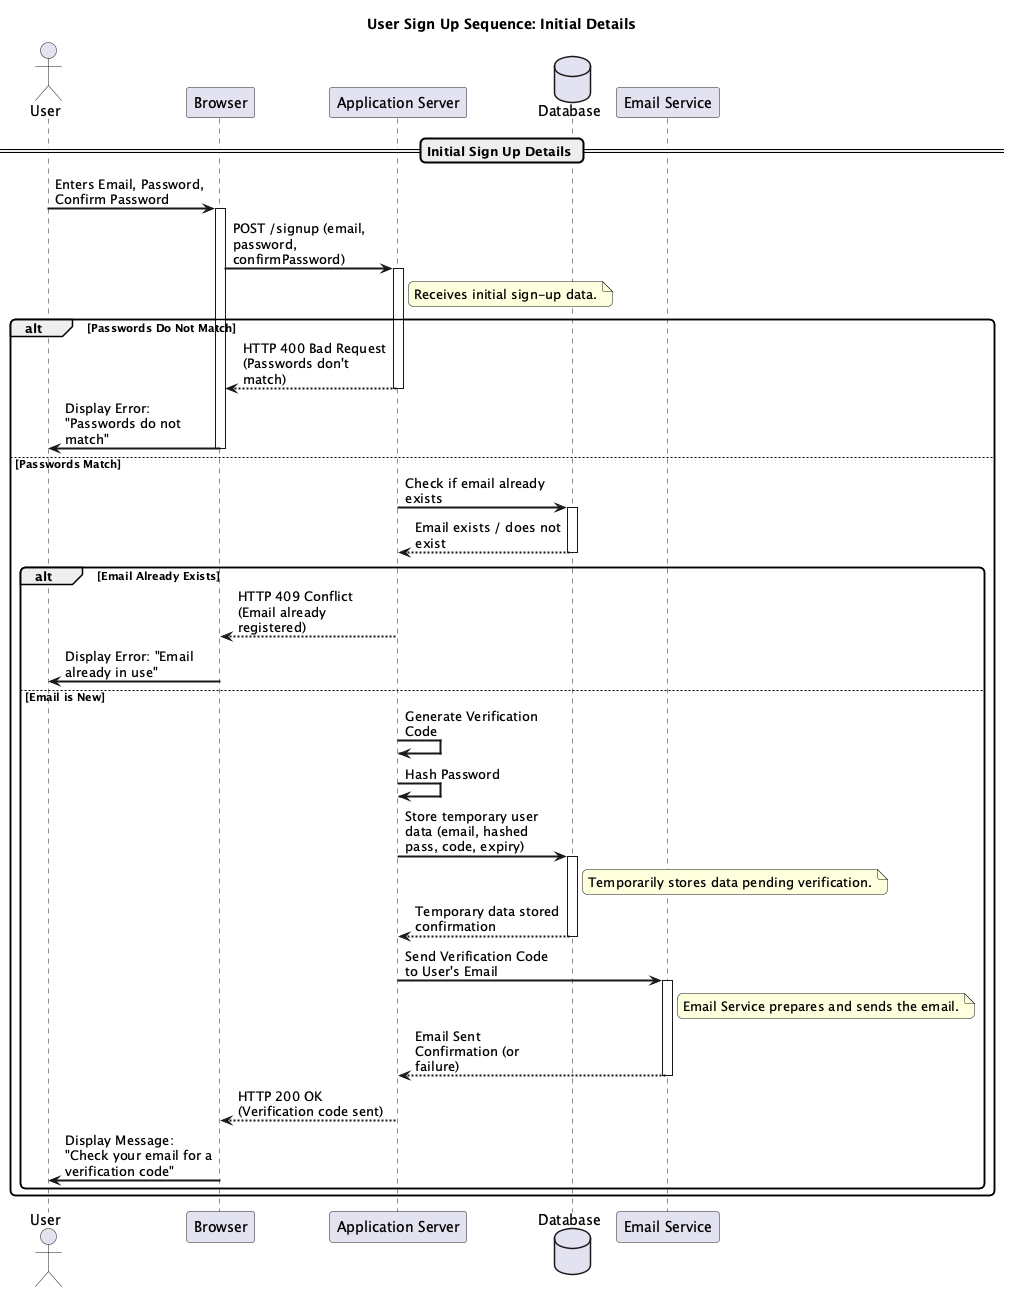 User Sign Up Sequence: Initial Details
User
Browser
Application Server
Database
Email Service
Initial Sign Up Details
Enters Email, Password,
Confirm Password
POST /signup (email,
password,
confirmPassword)
Receives initial sign-up data.
alt
[Passwords Do Not Match]
HTTP 400 Bad Request
(Passwords don't
match)
Display Error:
"Passwords do not
match"
[Passwords Match]
Check if email already
exists
Email exists / does not
exist
alt
[Email Already Exists]
HTTP 409 Conflict
(Email already
registered)
Display Error: "Email
already in use"
[Email is New]
Generate Verification
Code
Hash Password
Store temporary user
data (email, hashed
pass, code, expiry)
Temporarily stores data pending verification.
Temporary data stored
confirmation
Send Verification Code
to User's Email
Email Service prepares and sends the email.
Email Sent
Confirmation (or
failure)
HTTP 200 OK
(Verification code sent)
Display Message:
"Check your email for a
verification code"
User
Browser
Application Server
Database
Email Service